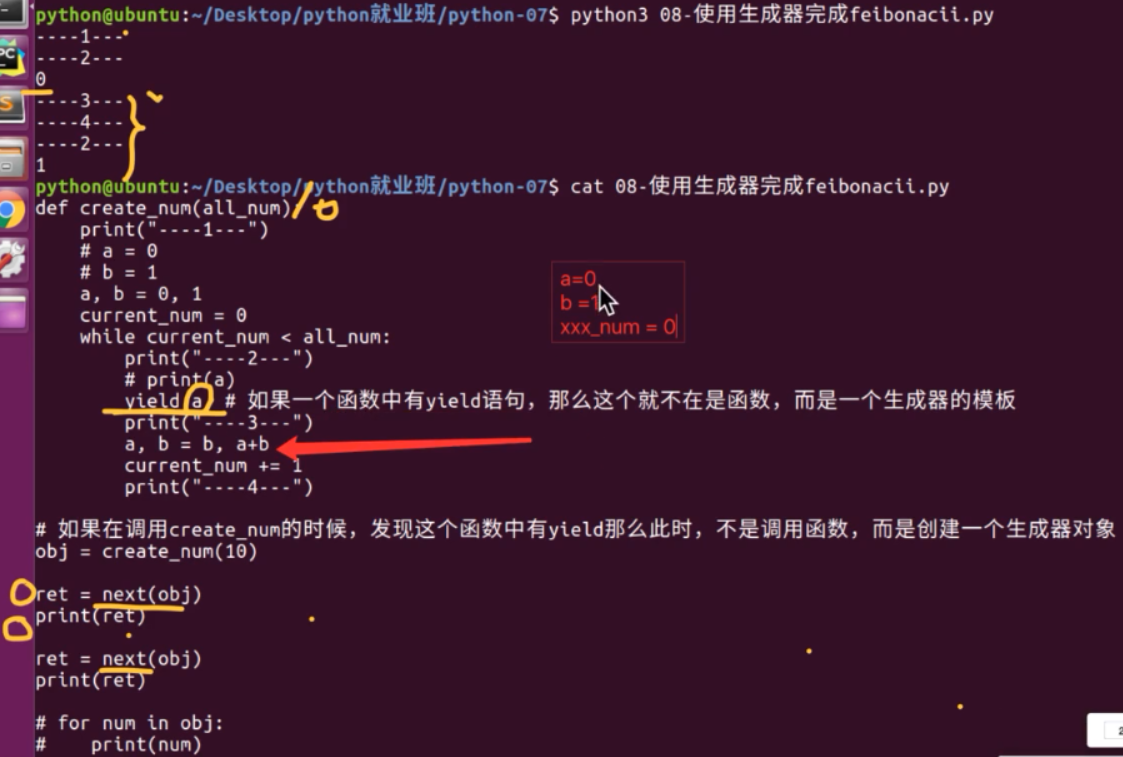 python@ubuntu:~/Desktop/python就业班/python-07$ python3 08-使用生成器完成feibonacii.py
----1---
----2---
0
----3---
----4---
----2---
1
python@ubuntu:~/Desktop/python就业班/python-07$ cat 08-使用生成器完成feibonacii.py
def create_num(all_num):
    print("----1---")
    # a = 0
    # b = 1
    a, b = 0, 1
    current_num = 0
    while current_num < all_num:
        print("----2---")
        # print(a)
        yield a  # 如果一个函数中有yield语句，那么这个就不在是函数，而是一个生成器的模板
        print("----3---")
        a, b = b, a+b
        current_num += 1
        print("----4---")
a=0
b =1
xxx_num = 0
# 如果在调用create_num的时候，发现这个函数中有yield那么此时，不是调用函数，而是创建一个生成器对象
obj = create_num(10)
ret = next(obj)
print(ret)
ret = next(obj)
print(ret)
# for num in obj:
#    print(num)